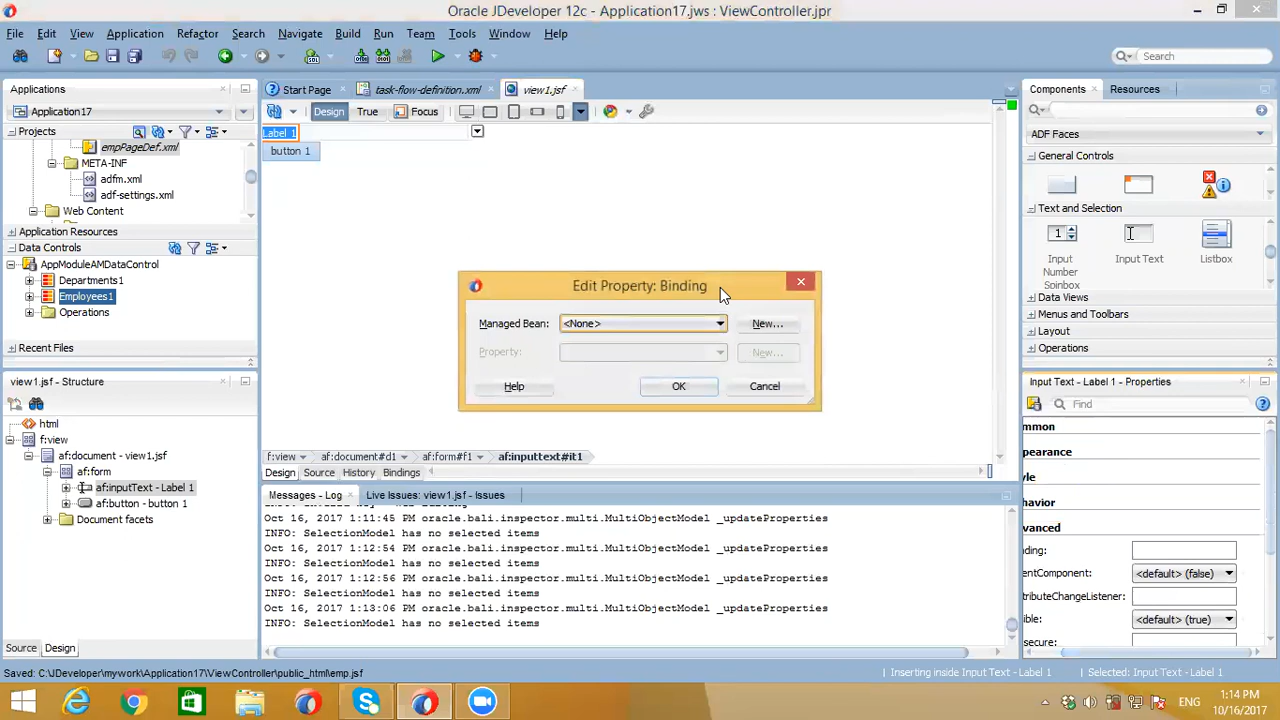 Oracle JDeveloper 12c - Application17.jws : ViewController.jpr
File Edit View Application Refactor Search Navigate Build Run Team Tools Window Help
Search
Applications
Application17
Projects
empPageDef.xml
META-INF
adfm.xml
adf-settings.xml
Web Content
Application Resources
Data Controls
AppModuleAMDataControl
Departments1
Employees1
Operations
Recent Files
view1.jsf - Structure
html
f:view
af:document - view1.jsf
af:form
af:inputText - Label 1
af:button - button 1
Document facets
Source Design
Start Page task-flow-definition.xml view1.jsf
Design True Focus
Label 1
button 1
Edit Property: Binding
Managed Bean: <None> New...
Property: New...
Help OK Cancel
f:view af:document#d1 af:form#f1 af:inputtext#it1
Design Source History Bindings
Messages - Log Live Issues: view1.jsf - Issues
Oct 16, 2017 1:11:45 PM oracle.bali.inspector.multi.MultiObjectModel _updateProperties
INFO: SelectionModel has no selected items
Oct 16, 2017 1:12:54 PM oracle.bali.inspector.multi.MultiObjectModel _updateProperties
INFO: SelectionModel has no selected items
Oct 16, 2017 1:12:56 PM oracle.bali.inspector.multi.MultiObjectModel _updateProperties
INFO: SelectionModel has no selected items
Oct 16, 2017 1:13:06 PM oracle.bali.inspector.multi.MultiObjectModel _updateProperties
INFO: SelectionModel has no selected items
Components Resources
ADF Faces
General Controls
Text and Selection
1
Input Number Spinbox
Input Text
Listbox
Data Views
Menus and Toolbars
Layout
Operations
Input Text - Label 1 - Properties
Find
mmon
pearance
yle
havior
vanced
nding:
entComponent: <default> (false)
tributeChangeListener:
ible: <default> (true)
secure:
Saved: C:\JDeveloper\mywork\Application17\ViewController\public_html\emp.jsf
Inserting inside Input Text - Label 1 Selected: Input Text - Label 1
ENG
1:14 PM
10/16/2017